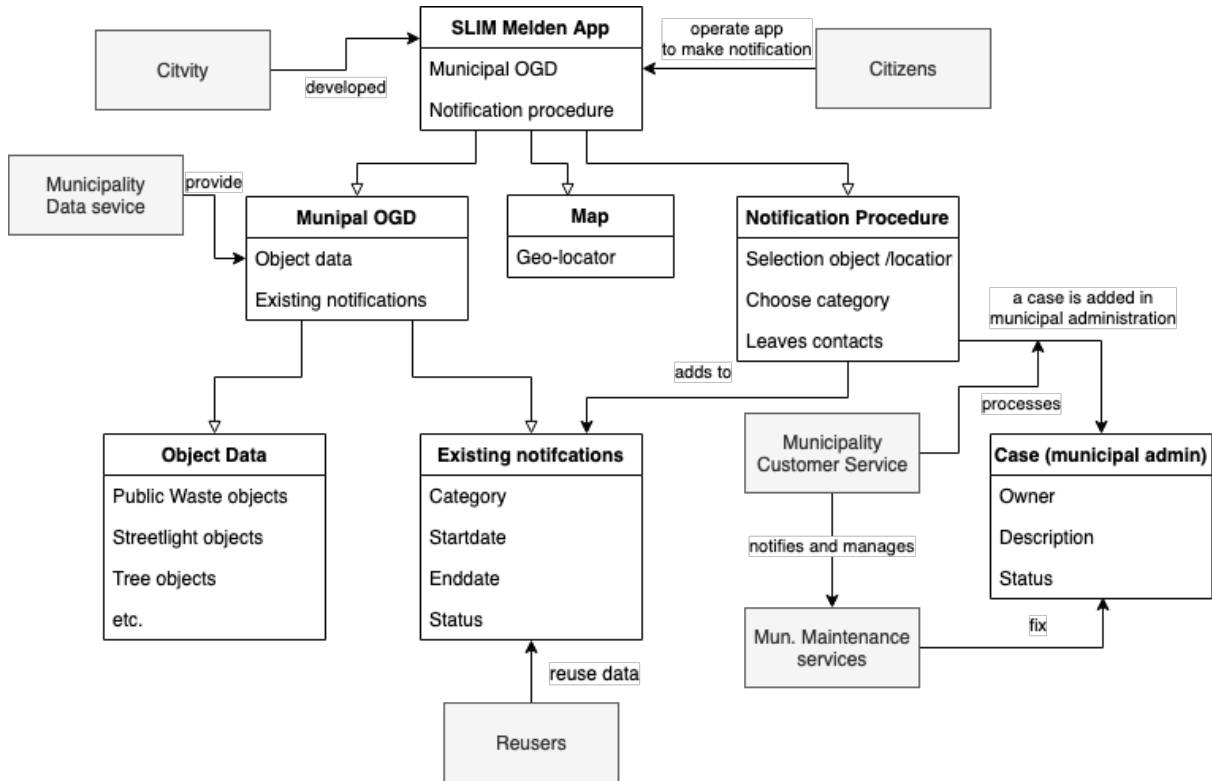 SLIM Melden App
Municipal OGD
Notification procedure
Citvity
developed
operate app
to make notification
Citizens
Municipality
Data sevice
provide
Munipal OGD
Object data
Existing notifications
Map
Geo-locator
Notification Procedure
Selection object /locatior
Choose category
Leaves contacts
a case is added in
municipal administration
adds to
processes
Object Data
Public Waste objects
Streetlight objects
Tree objects
etc.
Existing notifcations
Category
Startdate
Enddate
Status
Municipality
Customer Service
Case (municipal admin)
Owner
Description
Status
notifies and manages
Mun. Maintenance
services
fix
reuse data
Reusers